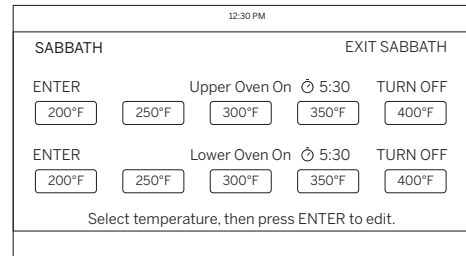 12:30 PM
SABBATH EXIT SABBATH
ENTER Upper Oven On 5:30 TURN OFF
200°F 250°F 300°F 350°F 400°F
ENTER Lower Oven On 5:30 TURN OFF
200°F 250°F 300°F 350°F 400°F
Select temperature, then press ENTER to edit.